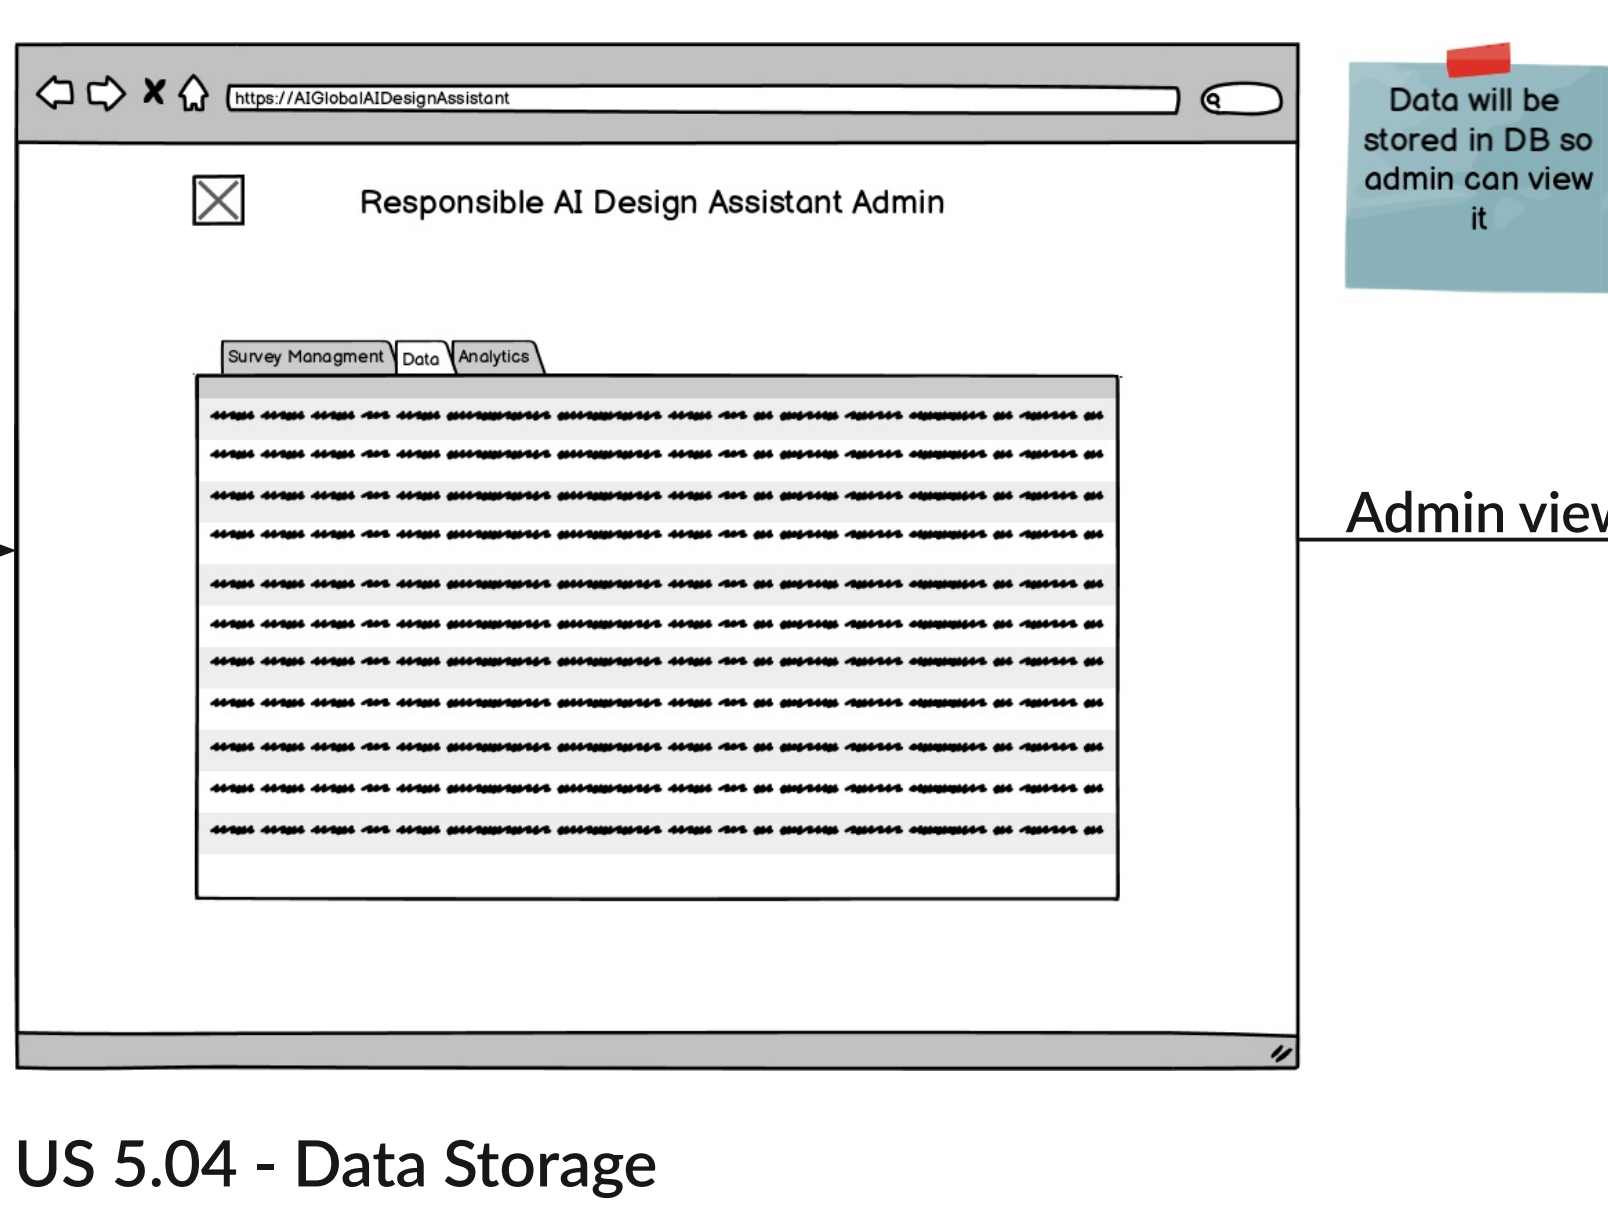 https://AIGlobalAIDesignAssistant
Data will be
stored in DB so
admin can view
it
Responsible AI Design Assistant Admin
Survey Managment
Data
Analytics
Admin
US 5.04 - Data Storage